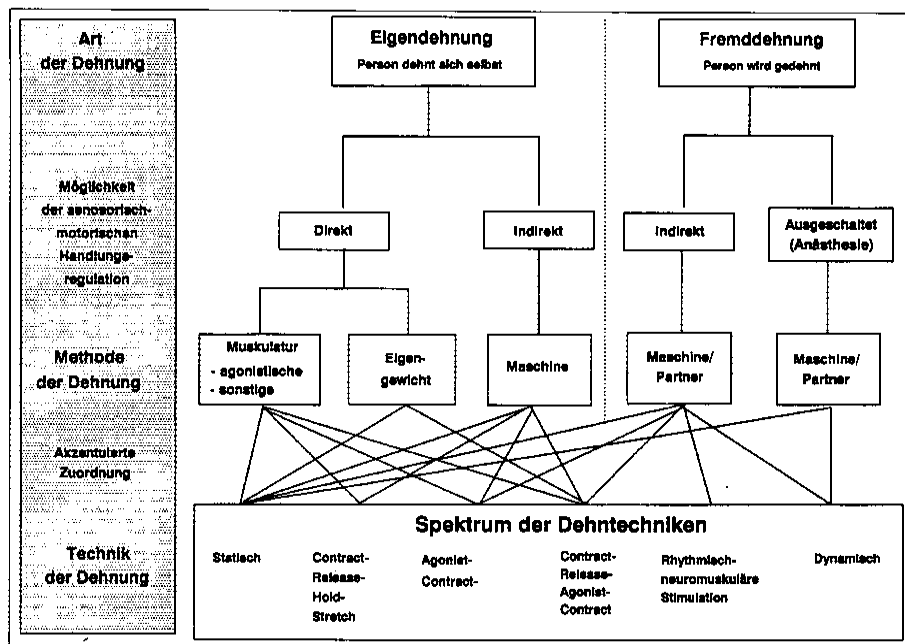 Art
der Dehnung
Eigendehnung
Person dehnt sich selbst
Fremddehnung
Person wird gedehnt
Möglichkeit
der senosorisch-
motorischen
Handlungs-
regulation
Direkt
Indirekt
Indirekt
Ausgeschaltet
(Anästhesie)
Methode
der Dehnung
Muskulatur
- agonistische
- sonstige
Eigen-
gewicht
Maschine
Maschine/
Partner
Maschine/
Partner
Akzentuierte
Zuordnung
Technik
der Dehnung
Spektrum der Dehntechniken
Statisch
Contract-
Release-
Hold-
Stretch
Agonist-
Contract-
Contract-
Release-
Agonist-
Contract
Rhythmisch-
neuromuskuläre
Stimulation
Dynamisch